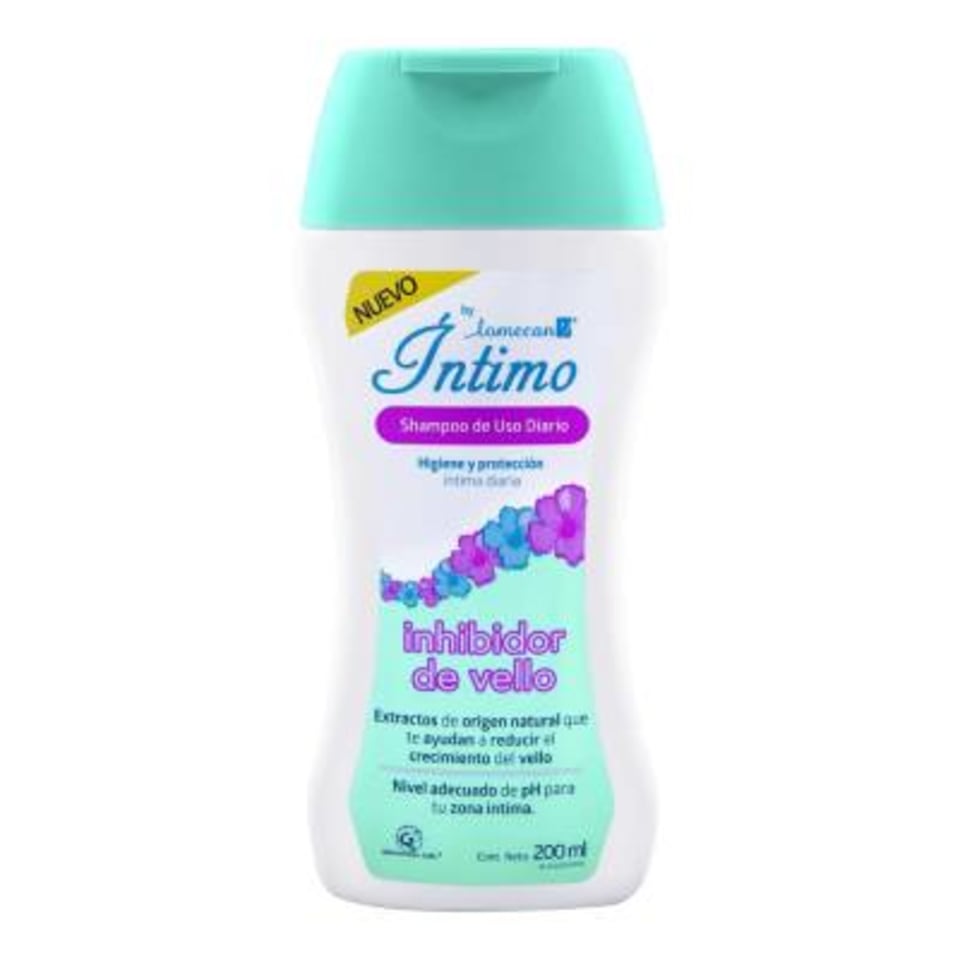 NUEVO
by
Lomecan
Íntimo
Shampoo de Uso Diario
Higiene y protección
íntima diaria
inhibidor
de vello
Extractos de origen natural que
te ayudan a reducir el
crecimiento del vello
Nivel adecuado de pH para
tu zona intima.
Cont. Neto 200 ml